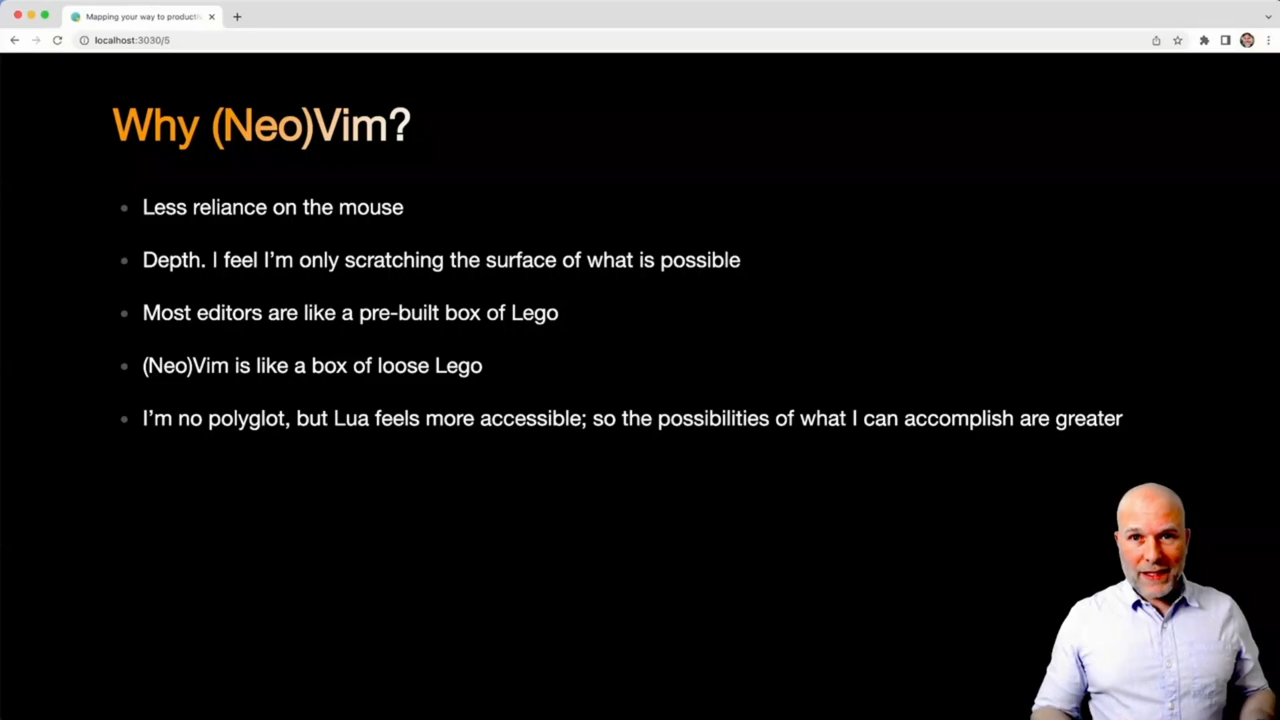 Mapping your way to producti
localhost:3030/5
Why (Neo)Vim?
Less reliance on the mouse
Depth. I feel I’m only scratching the surface of what is possible
Most editors are like a pre-built box of Lego
(Neo)Vim is like a box of loose Lego
I’m no polyglot, but Lua feels more accessible; so the possibilities of what I can accomplish are greater